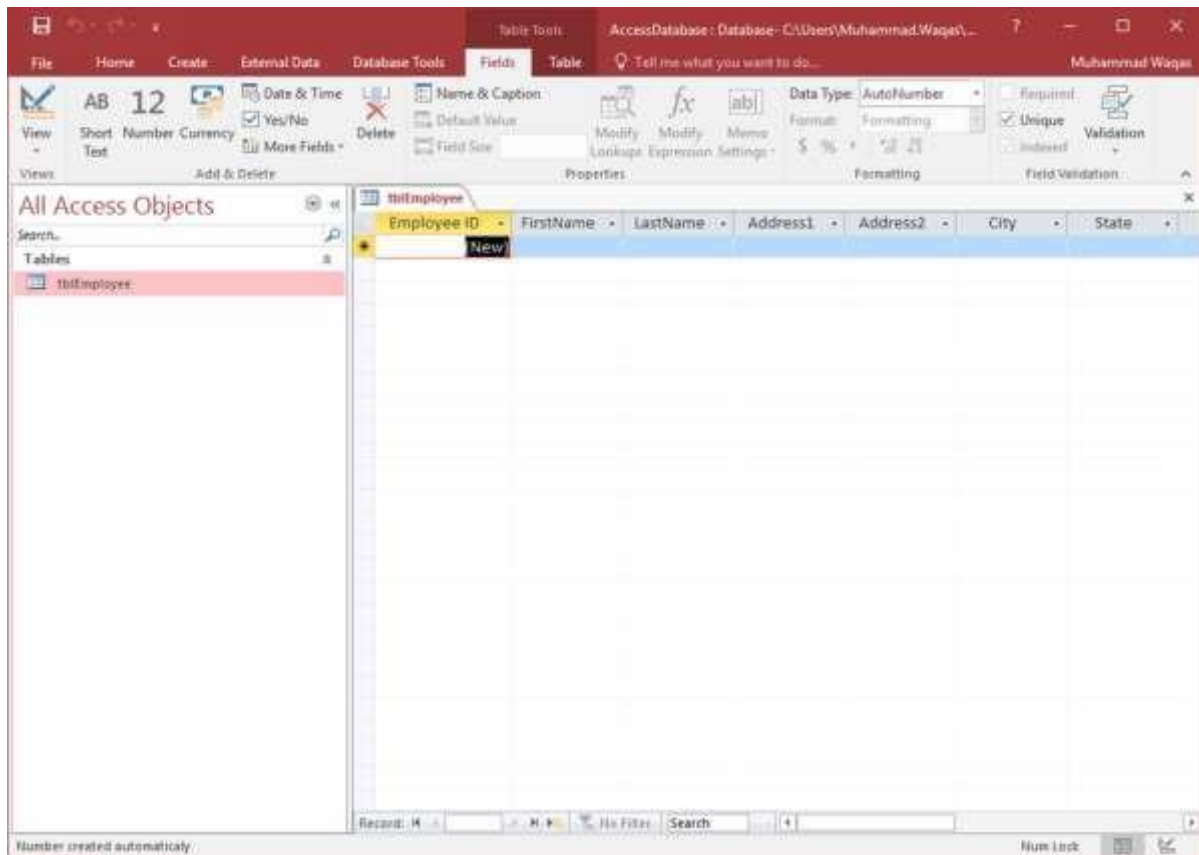 Table Tools AccessDatabase : Database- C:\Users\Muhammad.Waqas\... ?
File Home Create External Data Database Tools Fields Table Tell me what you want to do... Muhammad Waqas
View
AB Short Text
12 Number
Currency
Date & Time
Yes/No
More Fields
Delete
Name & Caption
Default Value
Field Size
Modify Lookups
fx Modify Expression
ab Memo Settings
Data Type: AutoNumber
Format: Formatting
$ %
Required
Unique
Indexed
Validation
Views Add & Delete Properties Formatting Field Validation
All Access Objects
Search..
Tables
tblEmployee
tblEmployee
Employee ID FirstName LastName Address1 Address2 City State
(New)
Record: No Filter Search
Number created automaticaly Num Lock